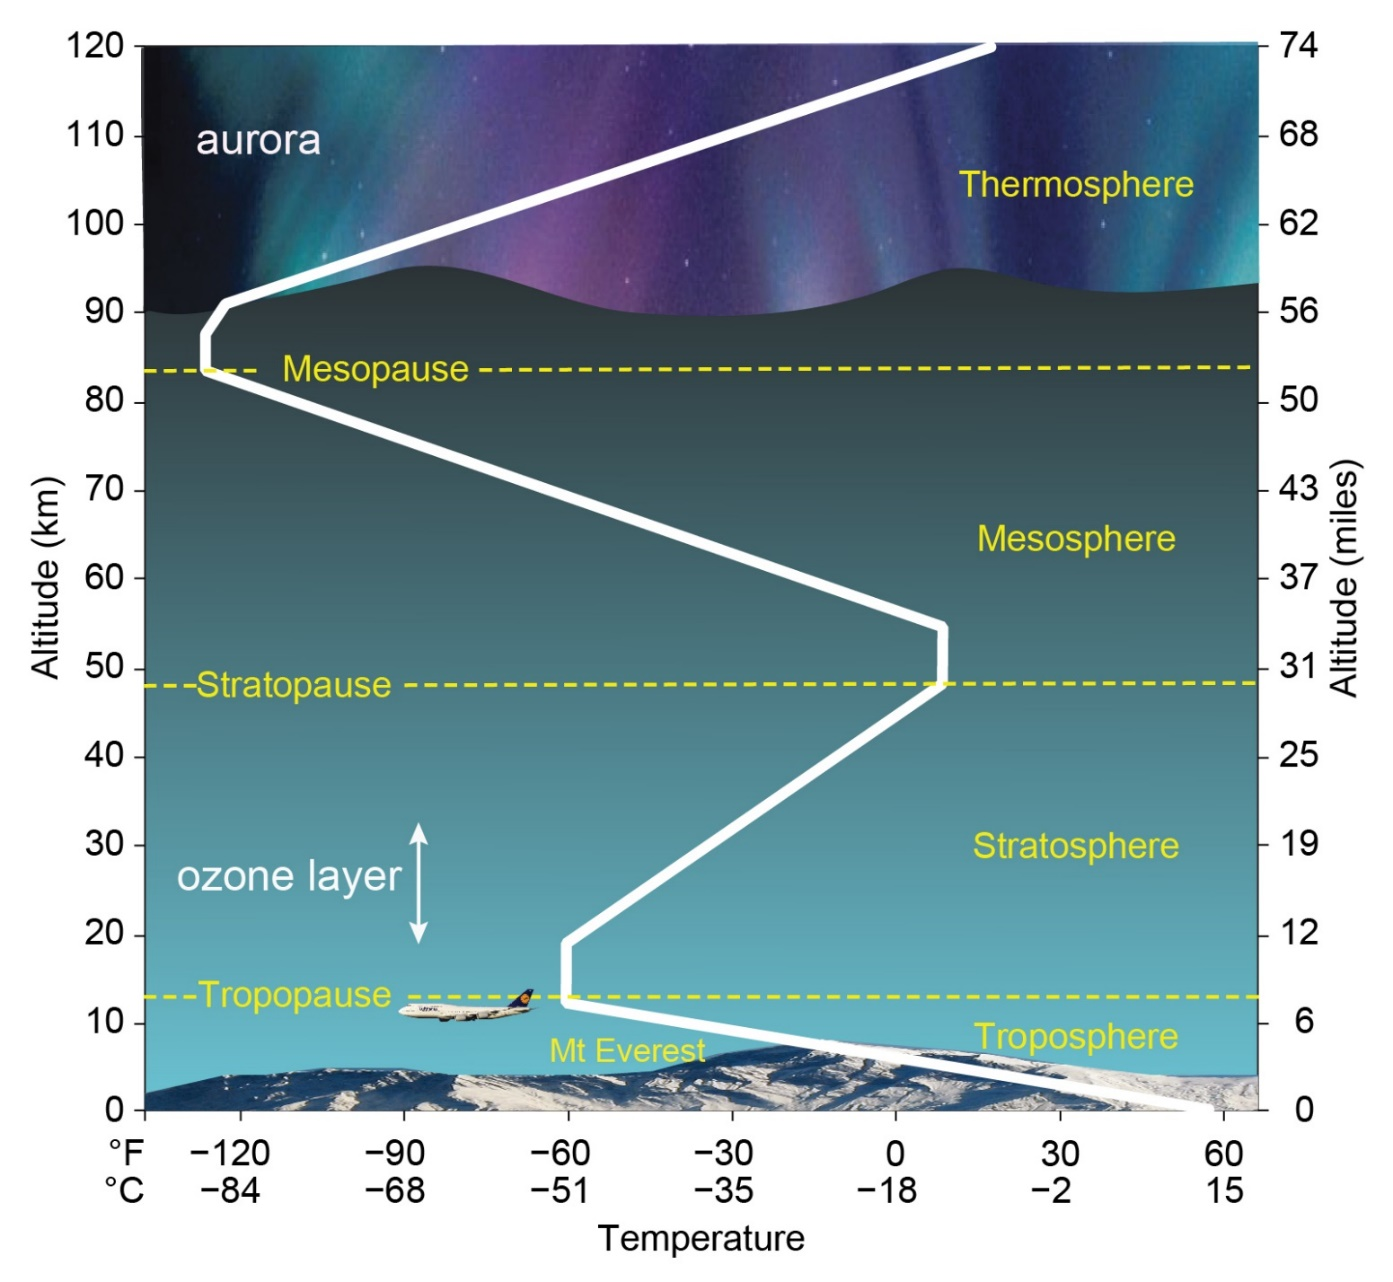 120
110
100
90
80
70
60
50
40
30
20
10
0
Altitude (km)
74
68
62
56
50
43
37
31
25
19
12
6
0
Altitude (miles)
aurora
Thermosphere
Mesopause
Mesosphere
Stratopause
Stratosphere
ozone layer
Tropopause
Troposphere
Mt Everest
°F −120 −90 −60 −30 0 30 60
°C −84 −68 −51 −35 −18 −2 15
Temperature